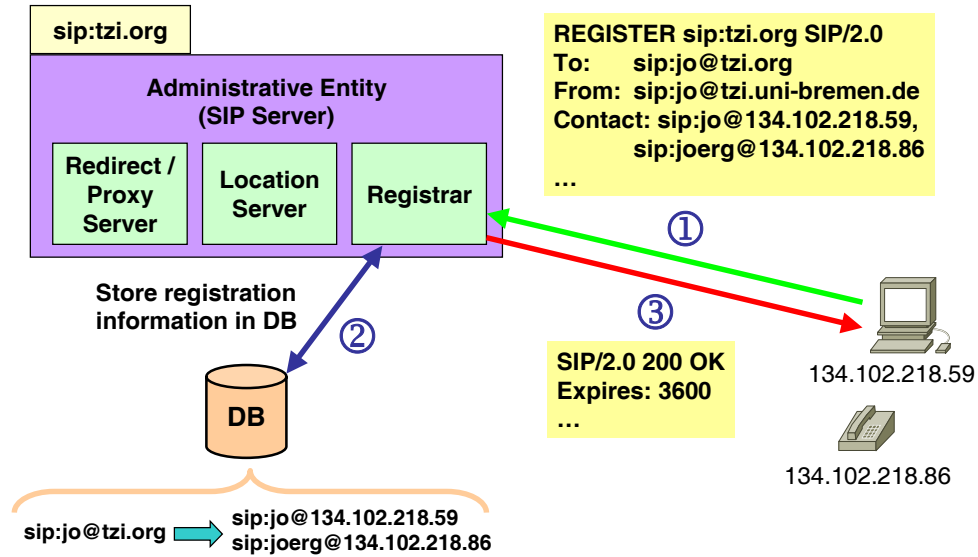 sip:tzi.org
Administrative Entity
(SIP Server)
Redirect /
Proxy
Server
Location
Server
Registrar
REGISTER sip:tzi.org SIP/2.0
To: sip:jo@tzi.org
From: sip:jo@tzi.uni-bremen.de
Contact: sip:jo@134.102.218.59,
sip:joerg@134.102.218.86
…
①
Store registration
information in DB
②
③
SIP/2.0 200 OK
Expires: 3600
…
134.102.218.59
134.102.218.86
DB
sip:jo@tzi.org
sip:jo@134.102.218.59
sip:joerg@134.102.218.86